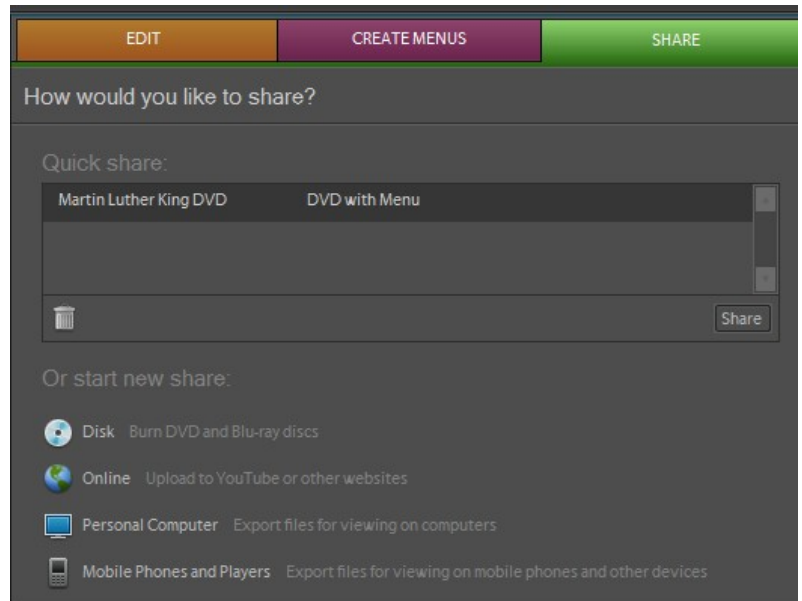 EDIT CREATE MENUS SHARE
How would you like to share?
Quick share:
Martin Luther King DVD DVD with Menu
Share
Or start new share:
Disk Burn DVD and Blu-ray discs
Online Upload to YouTube or other websites
Personal Computer Export files for viewing on computers
Mobile Phones and Players Export files for viewing on mobile phones and other devices